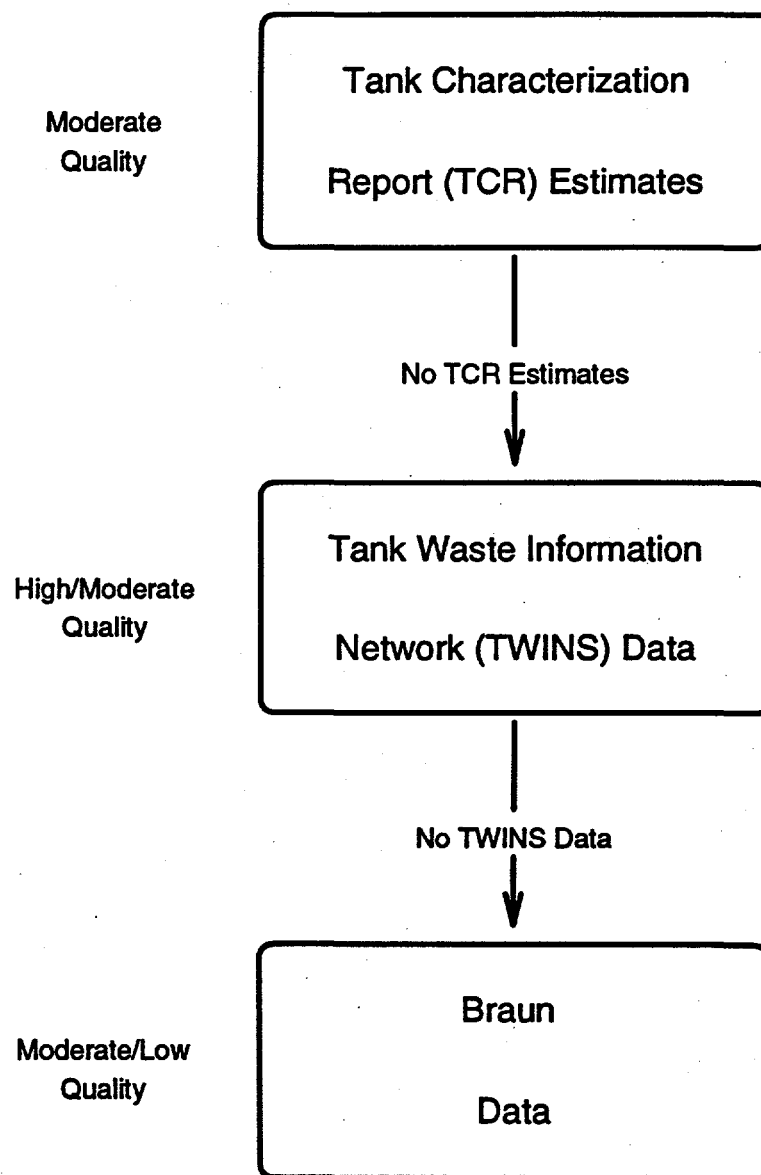 Moderate
Quality
Tank Characterization
Report (TCR) Estimates
No TCR Estimates
High/Moderate
Quality
Tank Waste Information
Network (TWINS) Data
No TWINS Data
Moderate/Low
Quality
Braun
Data